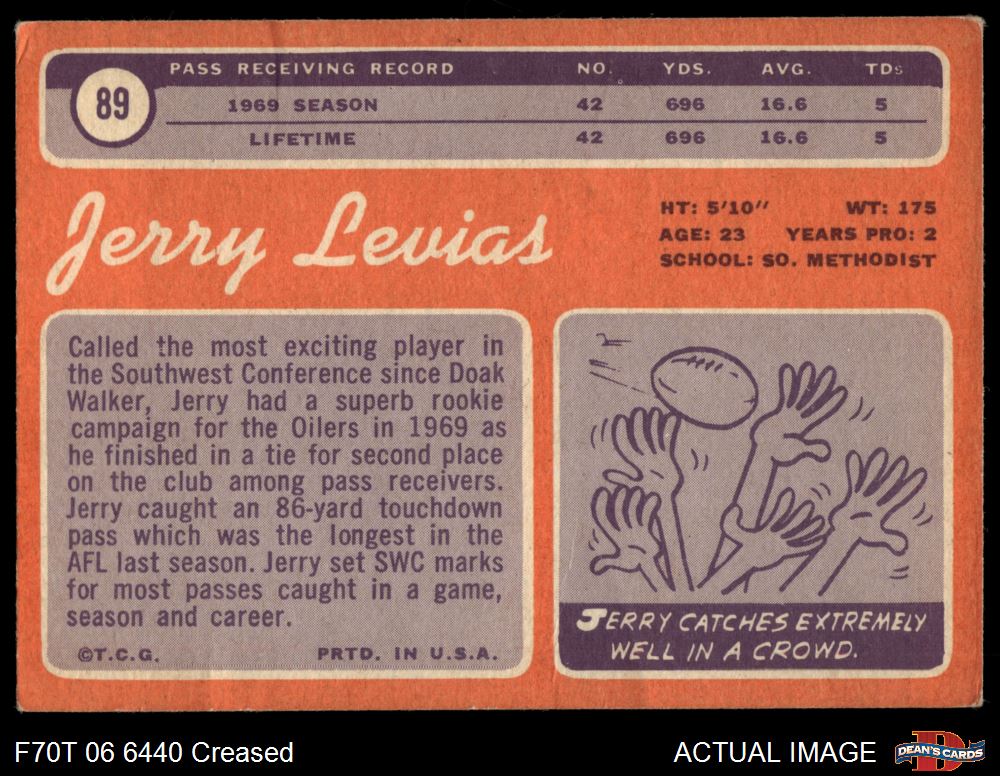 89
PASS RECEIVING RECORD NO. YDS. AVG. TDs
1969 SEASON 42 696 16.6 5
LIFETIME 42 696 16.6 5
Jerry Levias
HT: 5'10" WT: 175
AGE: 23 YEARS PRO: 2
SCHOOL: SO. METHODIST
Called the most exciting player in
the Southwest Conference since Doak
Walker, Jerry had a superb rookie
campaign for the Oilers in 1969 as
he finished in a tie for second place
on the club among pass receivers.
Jerry caught an 86-yard touchdown
pass which was the longest in the
AFL last season. Jerry set SWC marks
for most passes caught in a game,
season and career.
©T.C.G. PRTD. IN U.S.A.
JERRY CATCHES EXTREMELY
WELL IN A CROWD.
F70T 06 6440 Creased
ACTUAL IMAGE
D
DEAN'S CARDS